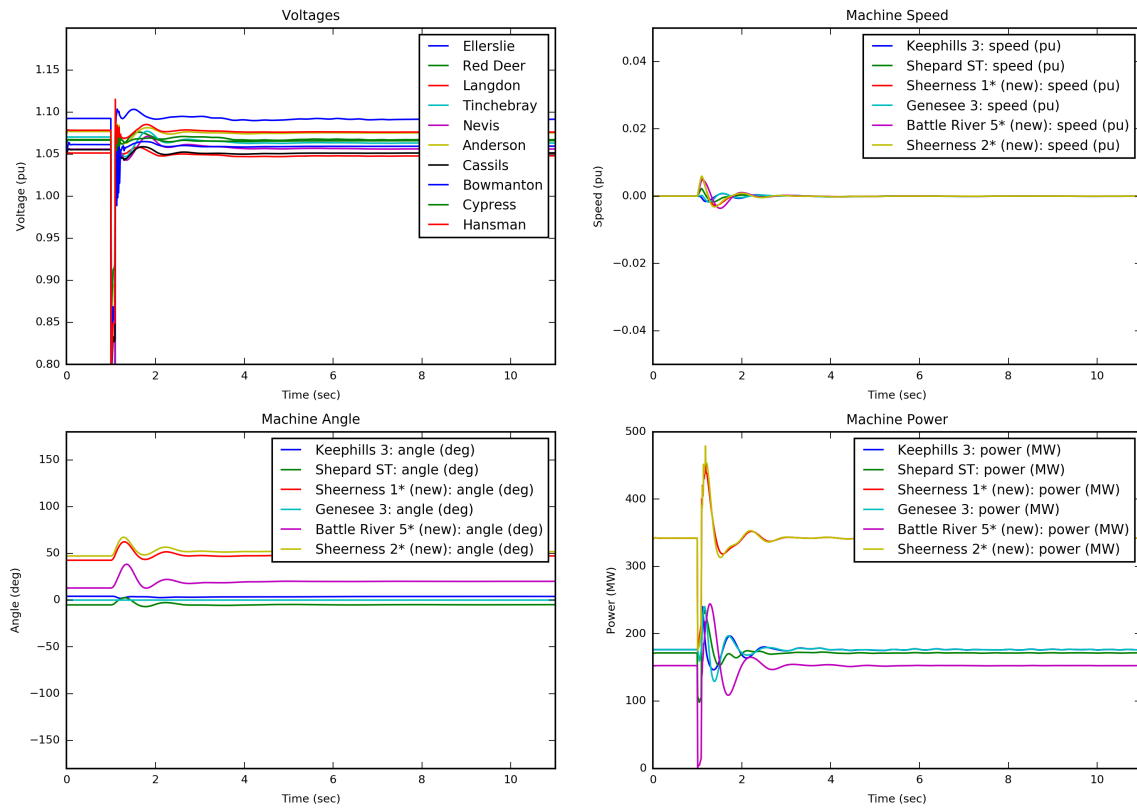 Voltages
1.15
1.10
1.05
1.00
0.95
0.90
0.85
0.80
Voltage (pu)
0
2
4
6
8
10
Time (sec)
Ellerslie
Red Deer
Langdon
Tinchebray
Nevis
Anderson
Cassils
Bowmanton
Cypress
Hansman
Machine Speed
0.04
0.02
0.00
−0.02
−0.04
Speed (pu)
0
2
4
6
8
10
Time (sec)
Keephills 3: speed (pu)
Shepard ST: speed (pu)
Sheerness 1* (new): speed (pu)
Genesee 3: speed (pu)
Battle River 5* (new): speed (pu)
Sheerness 2* (new): speed (pu)
Machine Angle
150
100
50
0
−50
−100
−150
Angle (deg)
0
2
4
6
8
10
Time (sec)
Keephills 3: angle (deg)
Shepard ST: angle (deg)
Sheerness 1* (new): angle (deg)
Genesee 3: angle (deg)
Battle River 5* (new): angle (deg)
Sheerness 2* (new): angle (deg)
Machine Power
500
400
300
200
100
0
Power (MW)
0
2
4
6
8
10
Time (sec)
Keephills 3: power (MW)
Shepard ST: power (MW)
Sheerness 1* (new): power (MW)
Genesee 3: power (MW)
Battle River 5* (new): power (MW)
Sheerness 2* (new): power (MW)